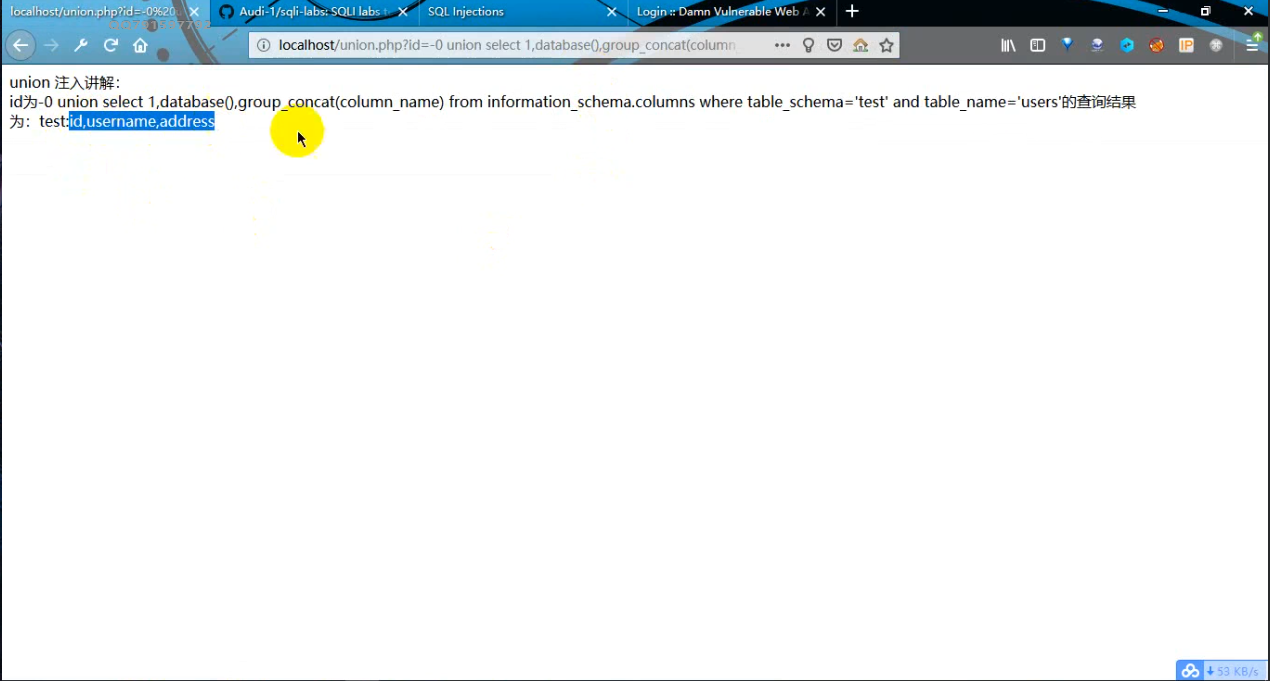 localhost/union.php?id=-0%20u
Audi-1/sqli-labs: SQLI labs t
SQL Injections
Login :: Damn Vulnerable Web A
localhost/union.php?id=-0 union select 1,database(),group_concat(column
IP
union 注入讲解：
id为-0 union select 1,database(),group_concat(column_name) from information_schema.columns where table_schema='test' and table_name='users'的查询结果
为：test:id,username,address
53 KB/s